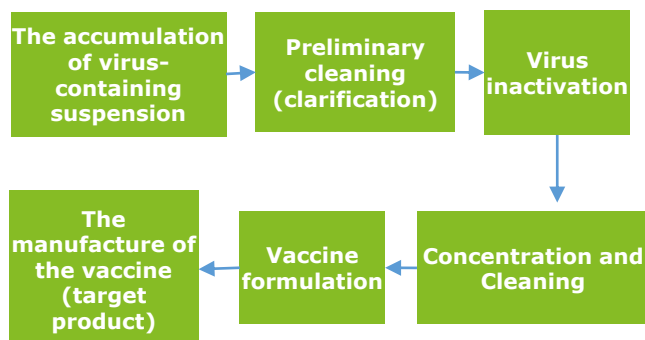 The accumulation
of virus-
containing
suspension
Preliminary
cleaning
(clarification)
Virus
inactivation
Concentration and
Cleaning
Vaccine
formulation
The
manufacture of
the vaccine
(target
product)